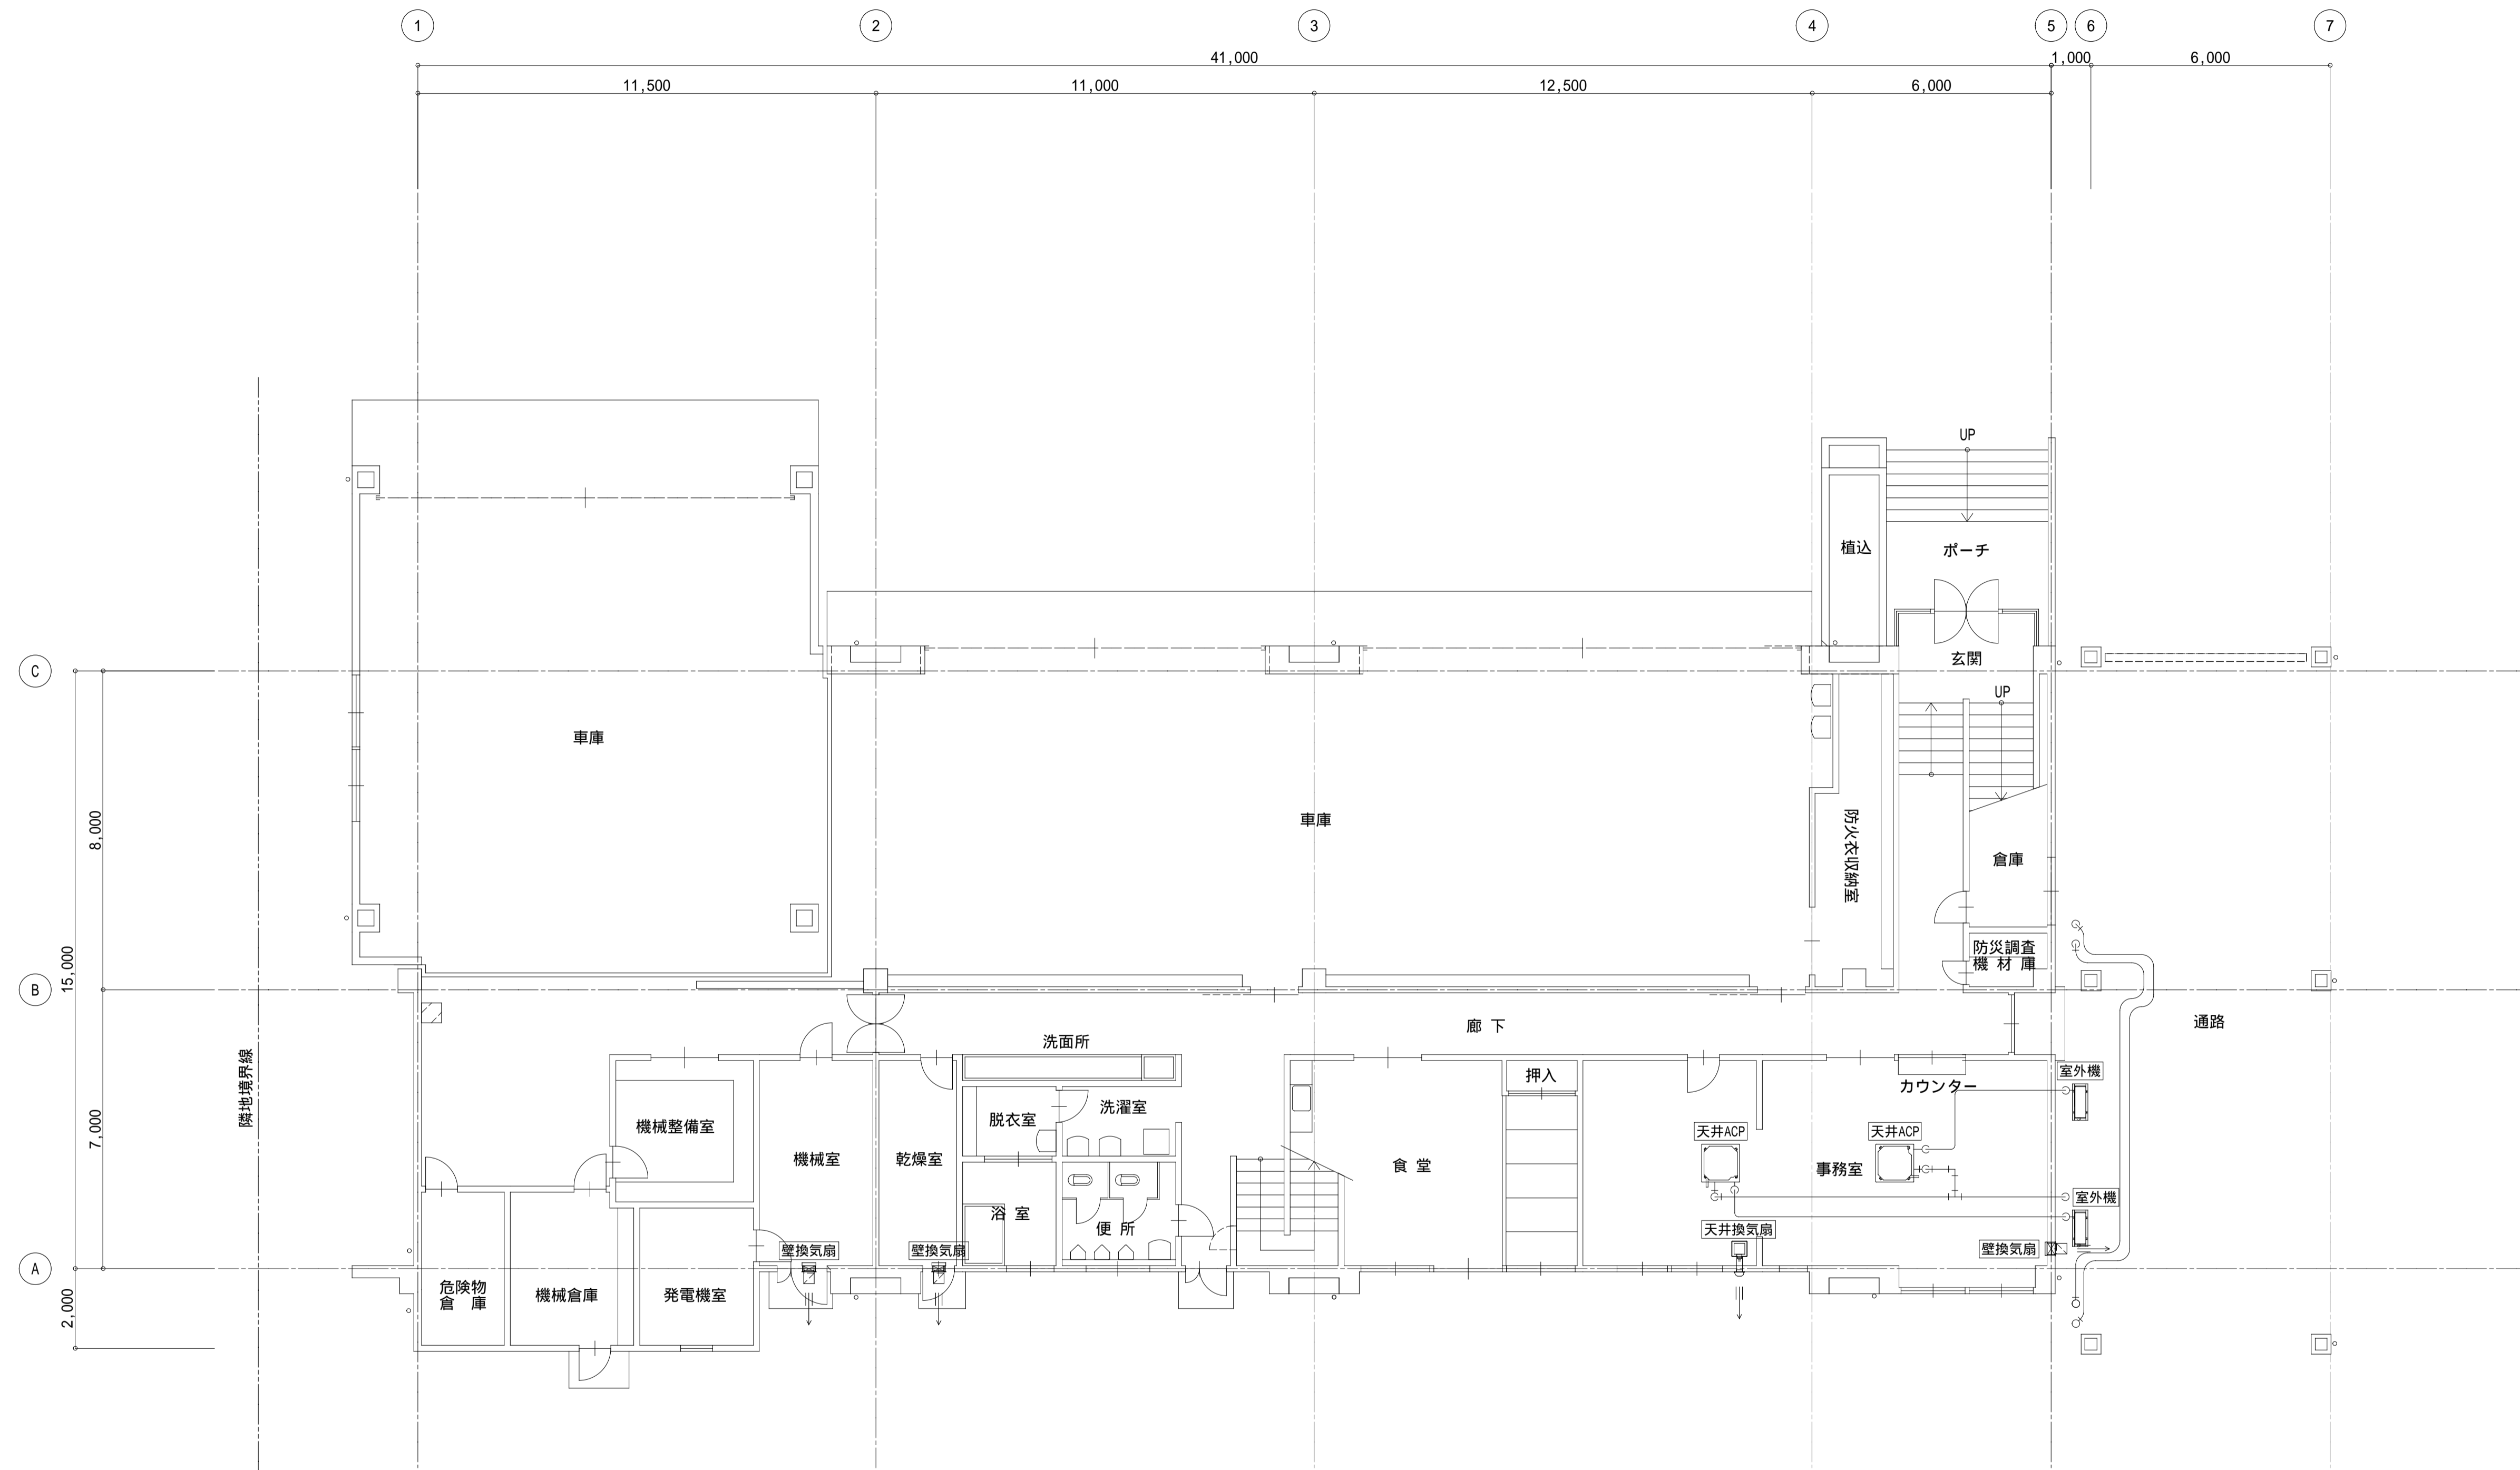 1
2
3
4
5
6
7
41,000
1,000
6,000
11,500
11,000
12,500
6,000
UP
植込
ポーチ
C
玄関
UP
車庫
車庫
8,000
防火衣収納室
倉庫
防災調査
機 材 庫
15,000
B
廊 下
通路
洗面所
隣地境界線
押入
カウンター
室外機
7,000
機械整備室
脱衣室
洗濯室
天井ACP
天井ACP
機械室
乾燥室
食 堂
事務室
室外機
浴 室
便 所
天井換気扇
壁換気扇
壁換気扇
壁換気扇
A
危険物
倉 庫
機械倉庫
発電機室
2,000